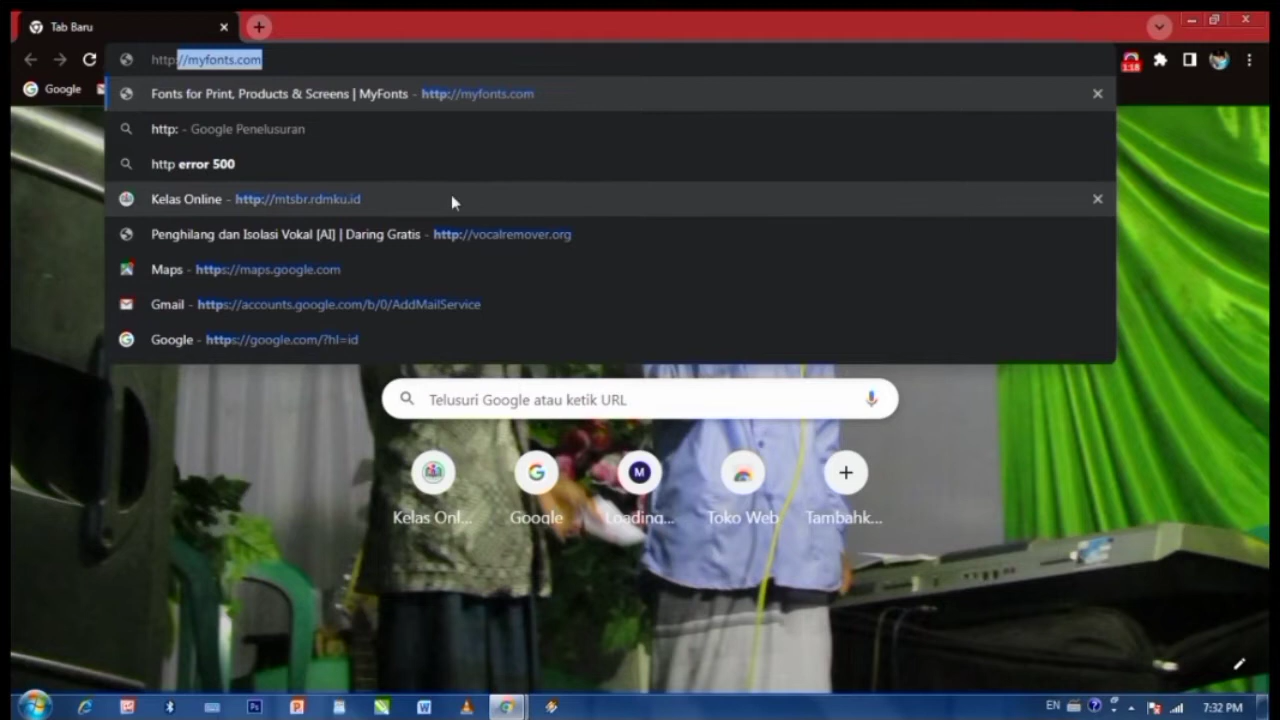 Tab Baru
http://myfonts.com
1:18
Google
Fonts for Print, Products & Screens | MyFonts - http://myfonts.com
http: - Google Penelusuran
http error 500
Kelas Online - http://mtsbr.rdmku.id
Penghilang dan Isolasi Vokal [AI] | Daring Gratis - http://vocalremover.org
Maps - https://maps.google.com
Gmail - https://accounts.google.com/b/0/AddMailService
Google - https://google.com/?hl=id
Telusuri Google atau ketik URL
M
Kelas Onl... Google Loading... Toko Web Tambahk...
EN 7:32 PM